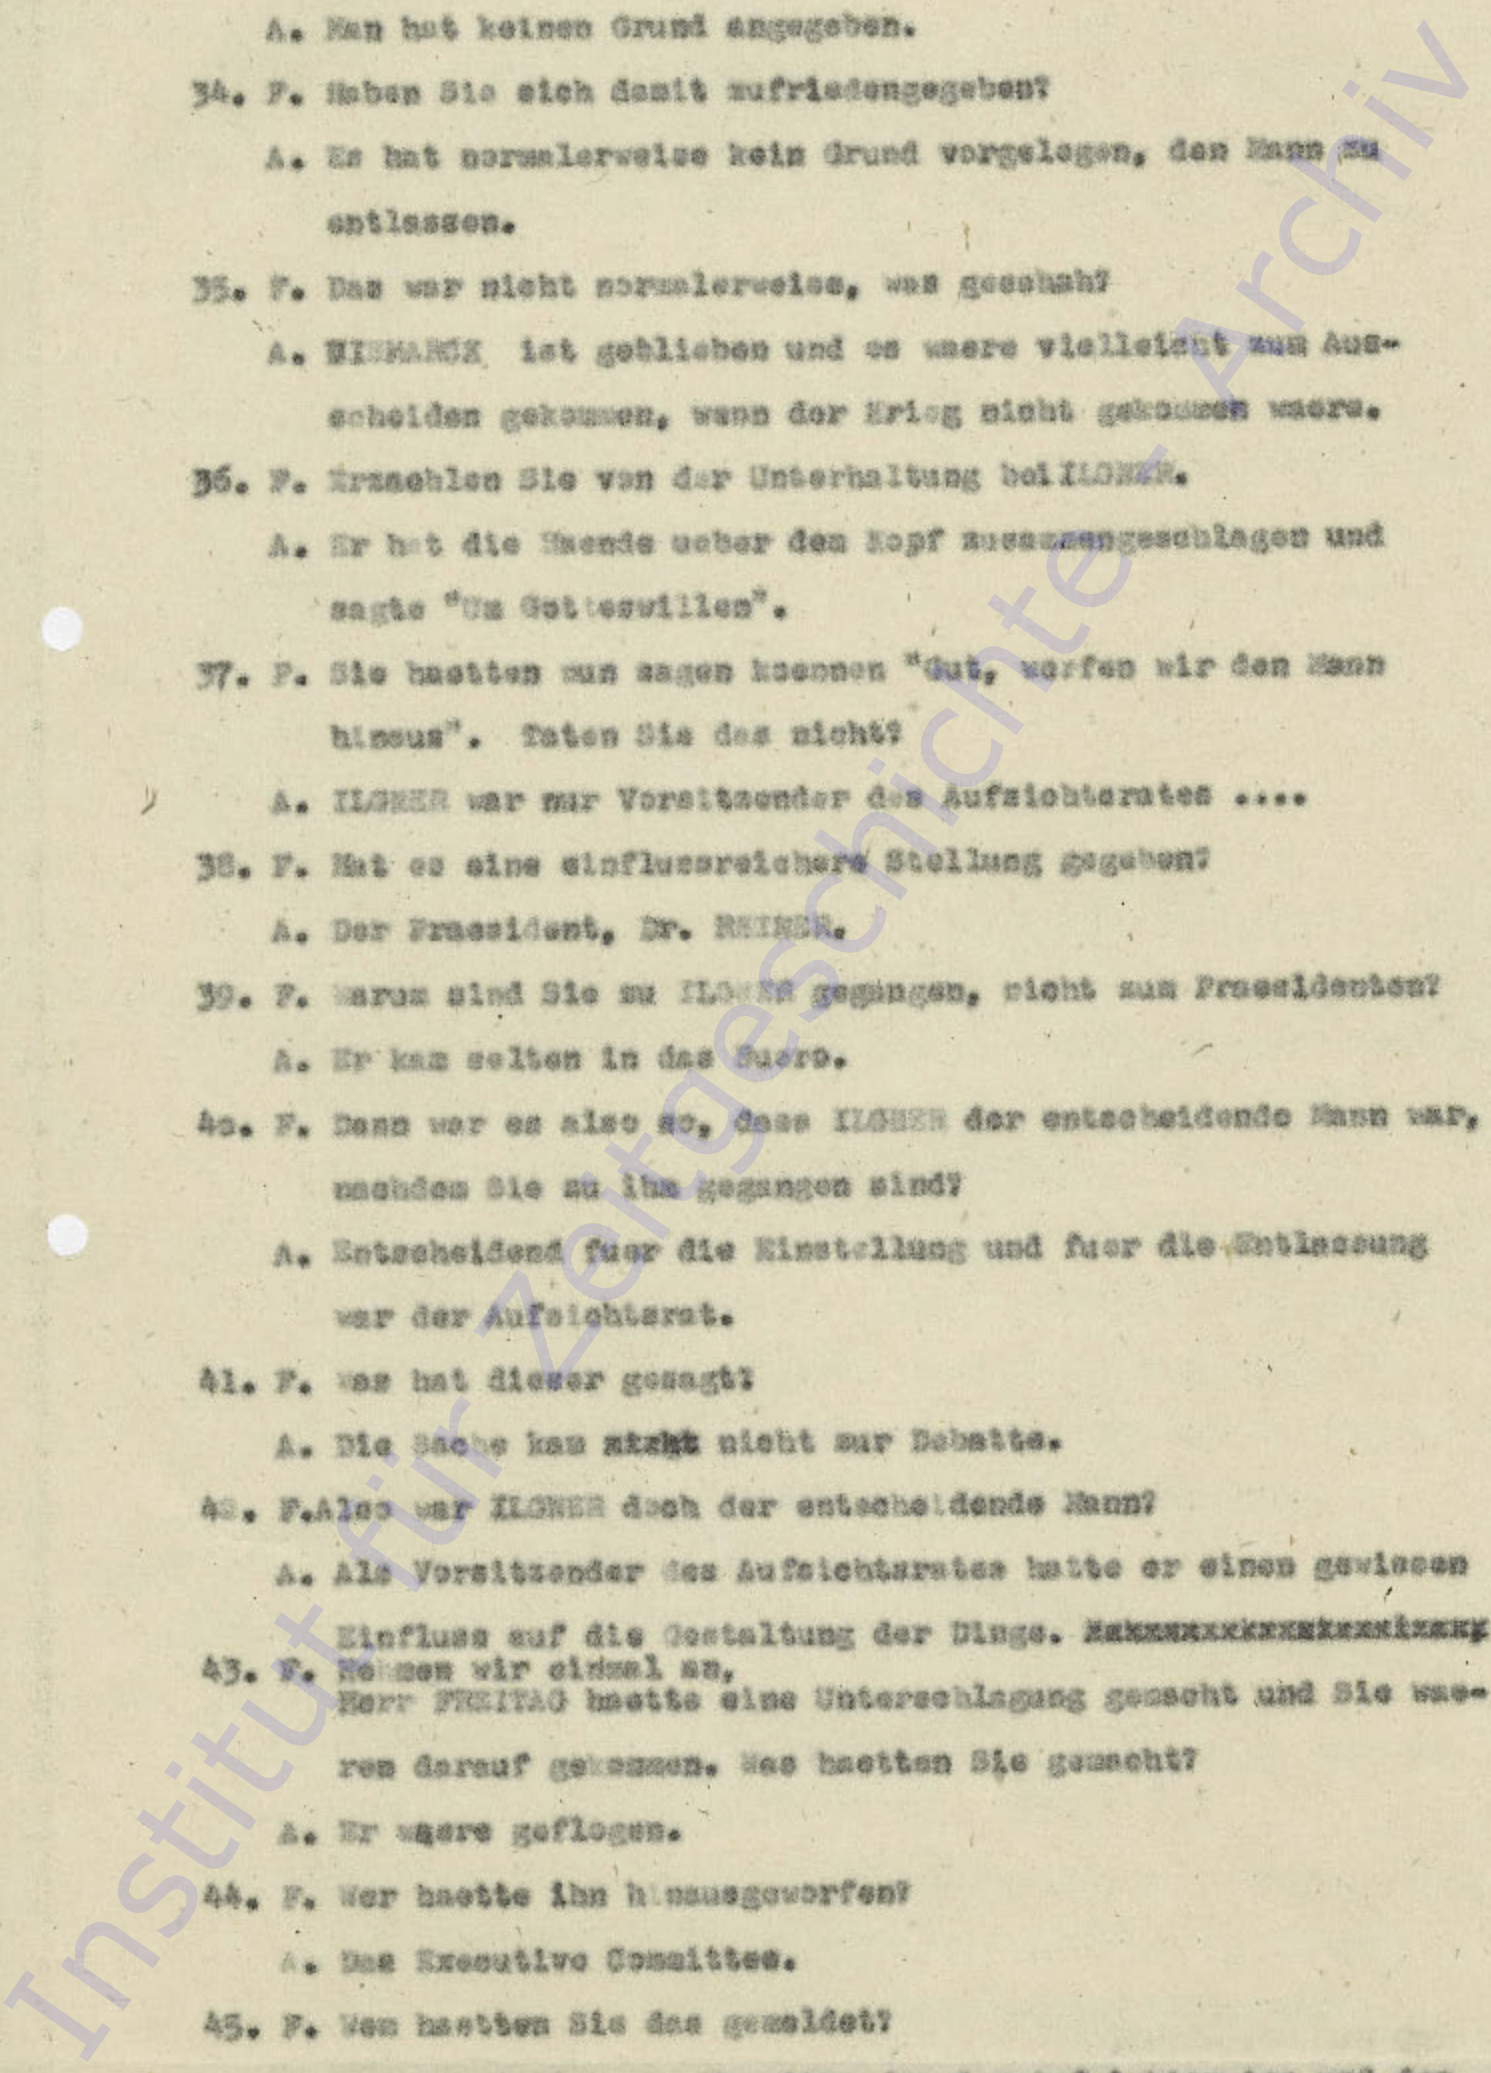 A. Man hat keinen Grund angegeben.
34. F. Haben Sie sich damit zufriedengegeben?
A. Es hat normalerweise kein Grund vorgelegen, den Mann zu
entlassen.
35. F. Das war nicht normalerweise, was geschah?
A. BISMARCK ist geblieben und es waere vielleicht zum Aus-
scheiden gekommen, wenn der Krieg nicht gekommen waere.
36. F. Erzaehlen Sie von der Unterhaltung bei ILGNER.
A. Er hat die Haende ueber dem Kopf zusammengeschlagen und
sagte "Um Gotteswillen".
37. F. Sie haetten nun sagen koennen "Gut, werfen wir den Mann
hinaus". Taten Sie das nicht?
A. ILGNER war nur Vorsitzender des Aufsichtsrates ....
38. F. Hat es eine einflussreichere Stellung gegeben?
A. Der Praesident, Dr. REINER.
39. F. Warum sind Sie zu ILGNER gegangen, nicht zum Praesidenten?
A. Er kam selten in das Buero.
40. F. Dann war es also so, dass ILGNER der entscheidende Mann war,
nachdem Sie zu ihm gegangen sind?
A. Entscheidend fuer die Einstellung und fuer die Entlassung
war der Aufsichtsrat.
41. F. Was hat dieser gesagt?
A. Die Sache kam nicht zur Debatte.
42. F.Also war ILGNER doch der entscheidende Mann?
A. Als Vorsitzender des Aufsichtsrates hatte er einen gewissen
Einfluss auf die Gestaltung der Dinge.
43. F. Nehmen wir einmal an,
Herr FREITAG haette eine Unterschlagung gemacht und Sie wae-
ren darauf gekommen. Was haetten Sie gemacht?
A. Er waere geflogen.
44. F. Wer haette ihn hinausgeworfen?
A. Das Executive Committee.
45. F. Wem haetten Sie das gemeldet?
Institut für Zeitgeschichte - Archiv